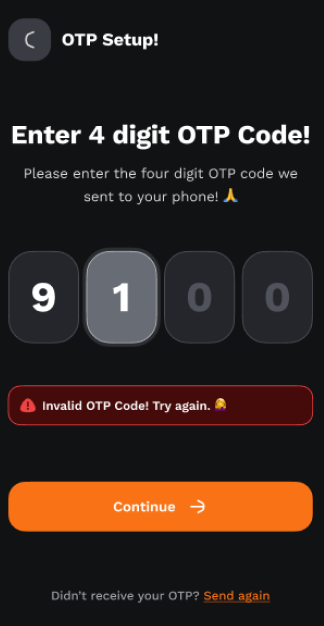 OTP Setup!
Enter 4 digit OTP Code!
Please enter the four digit OTP code we
sent to your phone! 🙏
9 1 0 0
Invalid OTP Code! Try again. 🤦‍♀️
Continue →
Didn't receive your OTP? Send again